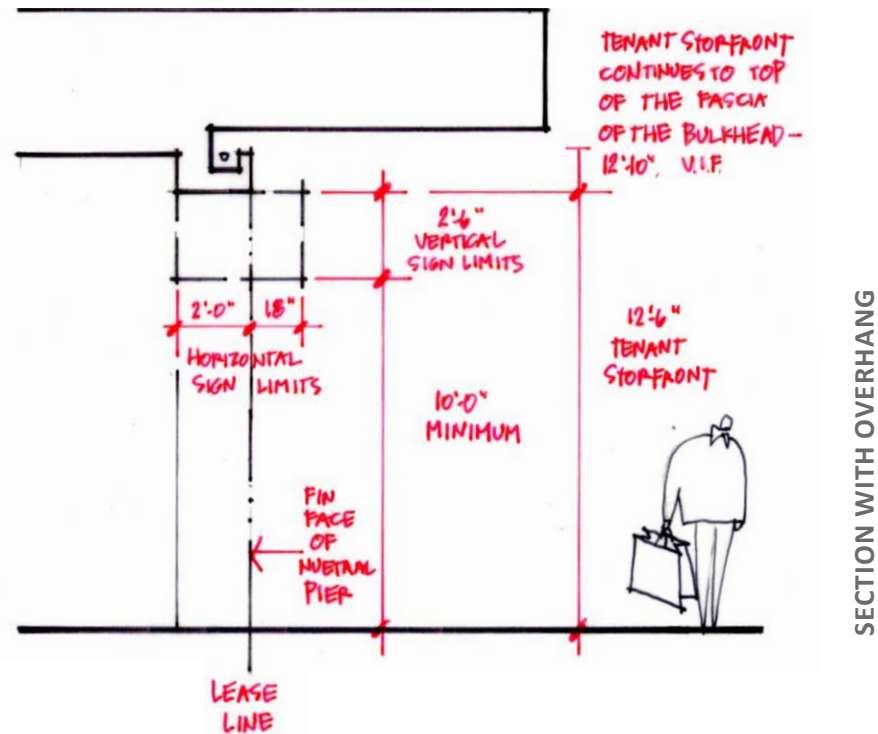 TENANT STORFRONT
CONTINUES TO TOP
OF THE FASCIA
OF THE BULKHEAD –
12'-10", V.I.F.
2'-6"
VERTICAL
SIGN LIMITS
2'-0" 18"
HORIZONTAL
SIGN LIMITS
12'-6"
TENANT
STORFRONT
10'-0"
MINIMUM
FIN
FACE
OF
NUETRAL
PIER
LEASE
LINE
SECTION WITH OVERHANG